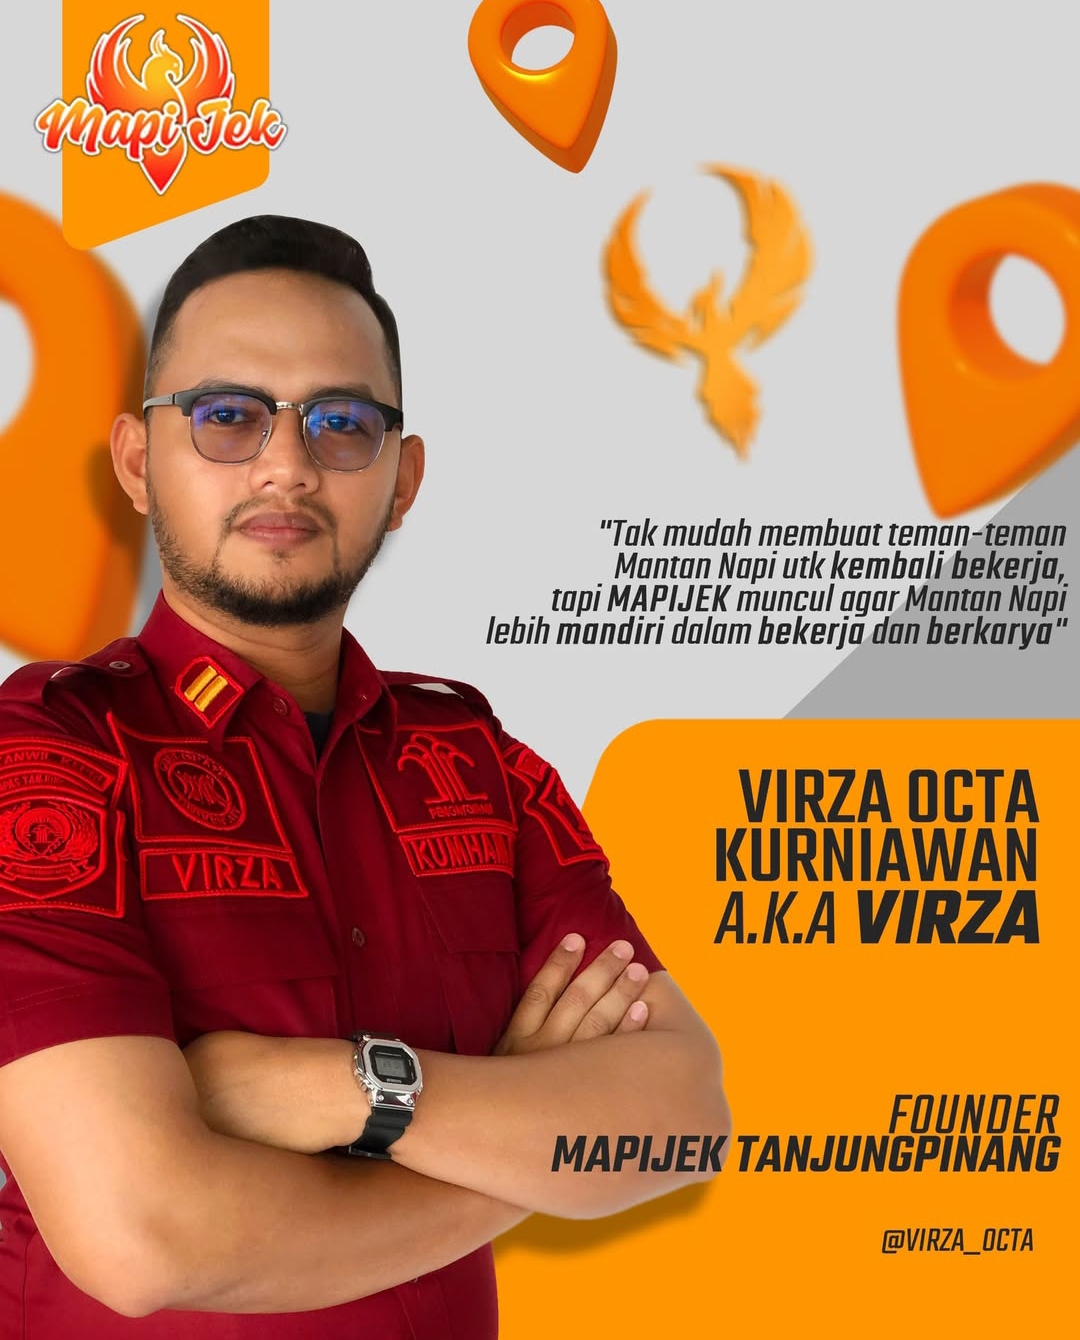 Mapi Jek
"Tak mudah membuat teman-teman
Mantan Napi utk kembali bekerja,
tapi MAPIJEK muncul agar Mantan Napi
lebih mandiri dalam bekerja dan berkarya"
VIRZA OCTA
KURNIAWAN
A.K.A VIRZA
VIRZA
KUMHAM
FOUNDER
MAPIJEK TANJUNGPINANG
@VIRZA_OCTA